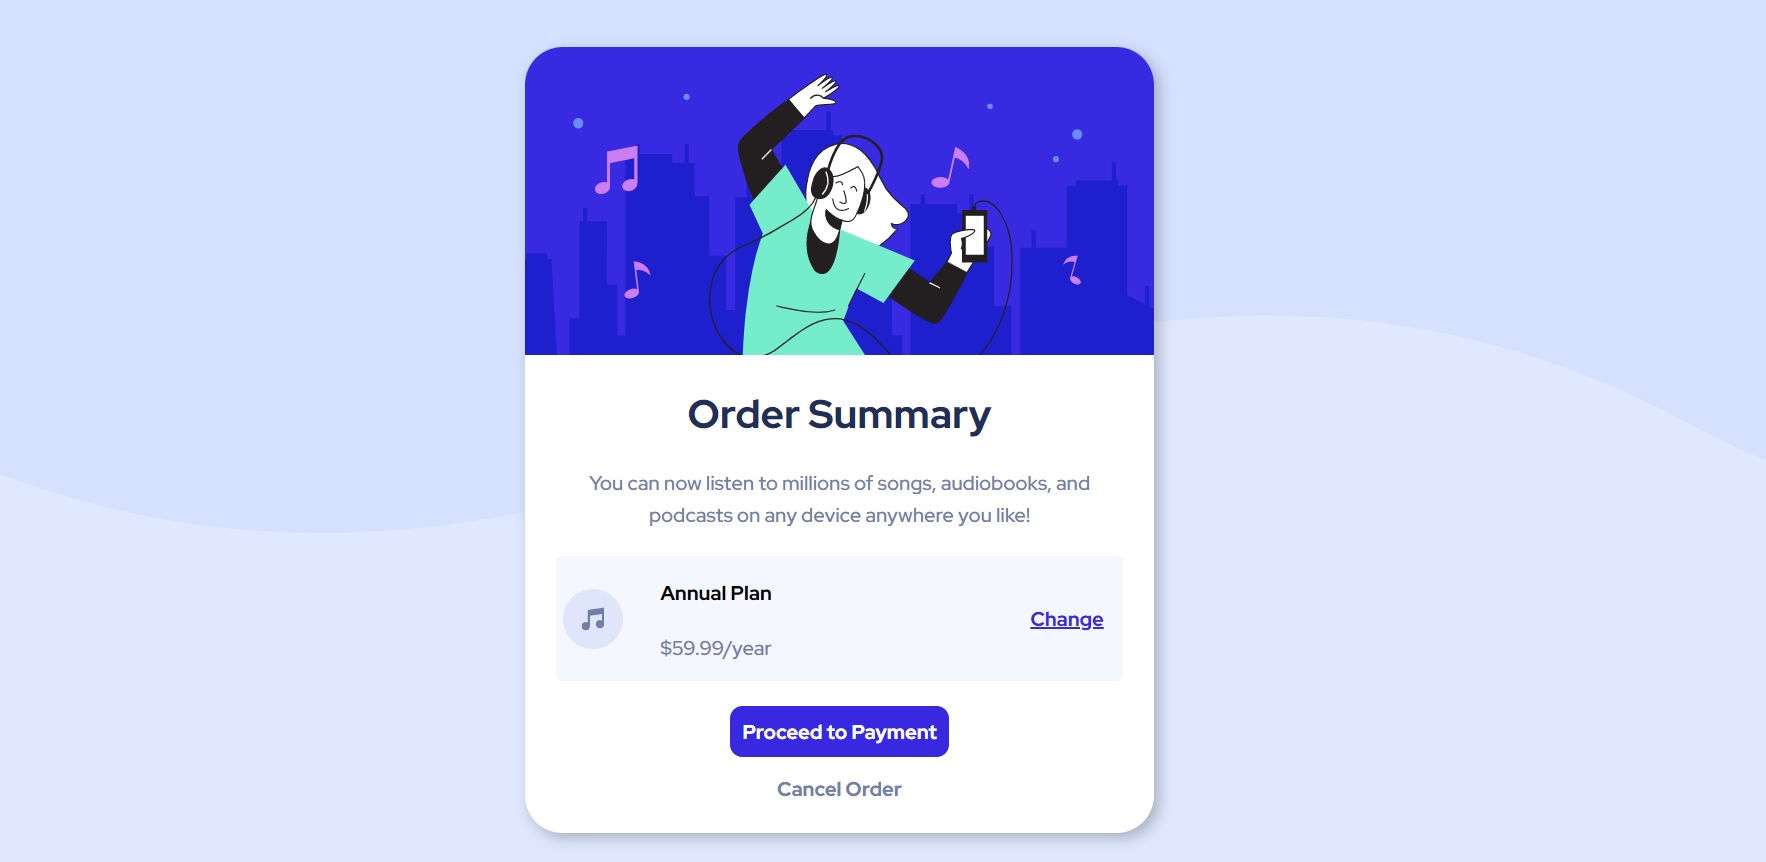 Order Summary
You can now listen to millions of songs, audiobooks, and
podcasts on any device anywhere you like!
Annual Plan
Change
$59.99/year
Proceed to Payment
Cancel Order